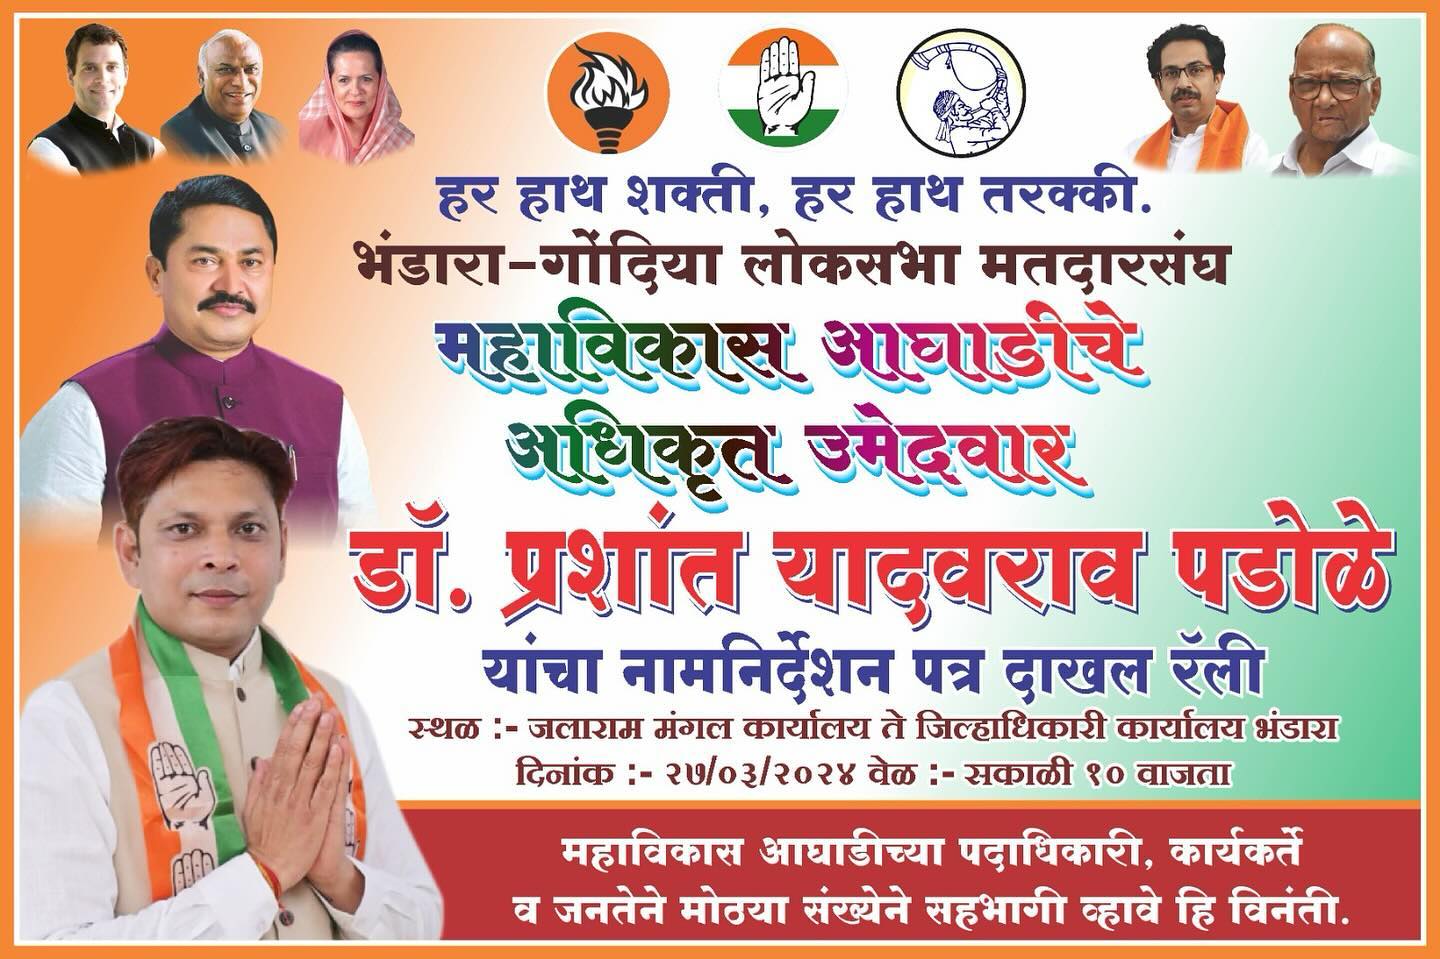 हर हाथ शक्ती, हर हाथ तरक्की.
भंडारा-गोंदिया लोकसभा मतदारसंघ
महाविकास आघाडीचे
अधिकृत उमेदवार
डॉ. प्रशांत यादवराव पडोळे
यांचा नामनिर्देशन पत्र दाखल रॅली
स्थळ :- जलाराम मंगल कार्यालय ते जिल्हाधिकारी कार्यालय भंडारा
दिनांक :- २७/०३/२०२४ वेळ :- सकाळी १० वाजता
महाविकास आघाडीच्या पदाधिकारी, कार्यकर्ते
व जनतेने मोठया संख्येने सहभागी व्हावे हि विनंती.